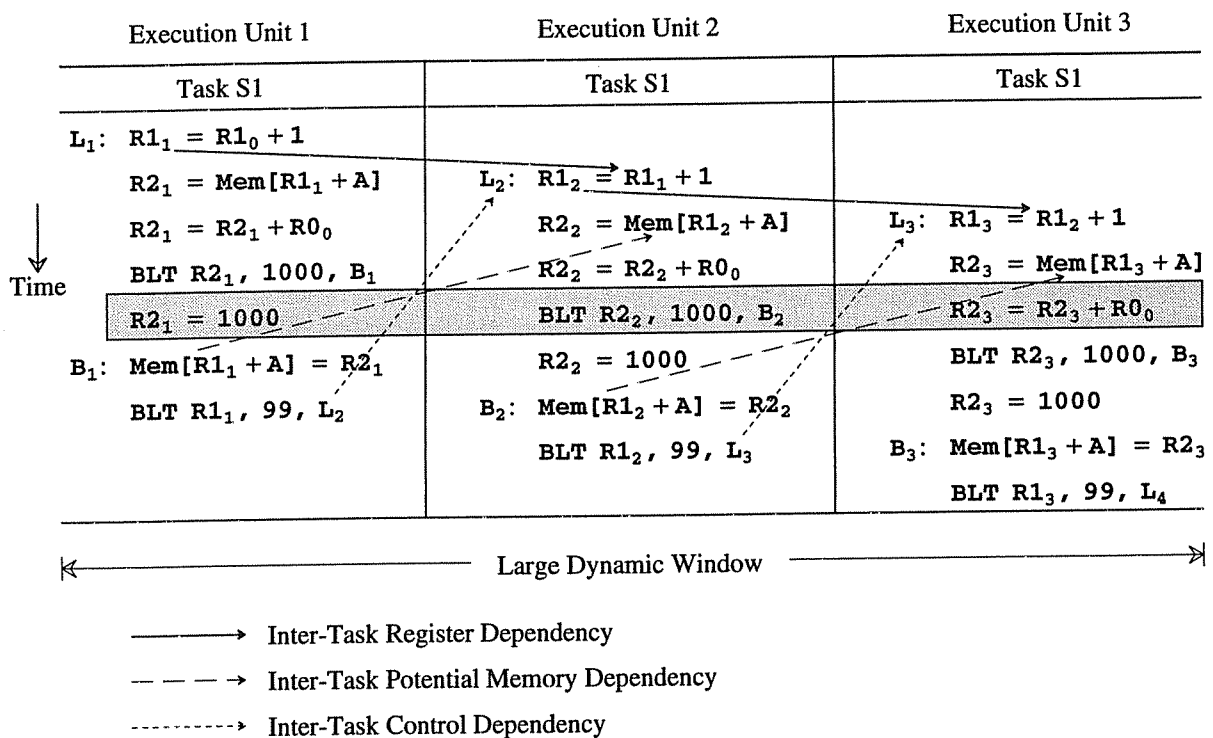 Execution Unit 1 Execution Unit 2 Execution Unit 3
Task S1 Task S1 Task S1
L₁: R1₁ = R1₀ + 1
R2₁ = Mem[R1₁ + A] L₂: R1₂ = R1₁ + 1
R2₁ = R2₁ + R0₀ R2₂ = Mem[R1₂ + A] L₃: R1₃ = R1₂ + 1
BLT R2₁, 1000, B₁ R2₂ = R2₂ + R0₀ R2₃ = Mem[R1₃ + A]
Time
R2₁ = 1000 BLT R2₂, 1000, B₂ R2₃ = R2₃ + R0₀
B₁: Mem[R1₁ + A] = R2₁ R2₂ = 1000 BLT R2₃, 1000, B₃
BLT R1₁, 99, L₂ B₂: Mem[R1₂ + A] = R2₂ R2₃ = 1000
BLT R1₂, 99, L₃ B₃: Mem[R1₃ + A] = R2₃
BLT R1₃, 99, L₄
Large Dynamic Window
Inter-Task Register Dependency
Inter-Task Potential Memory Dependency
Inter-Task Control Dependency